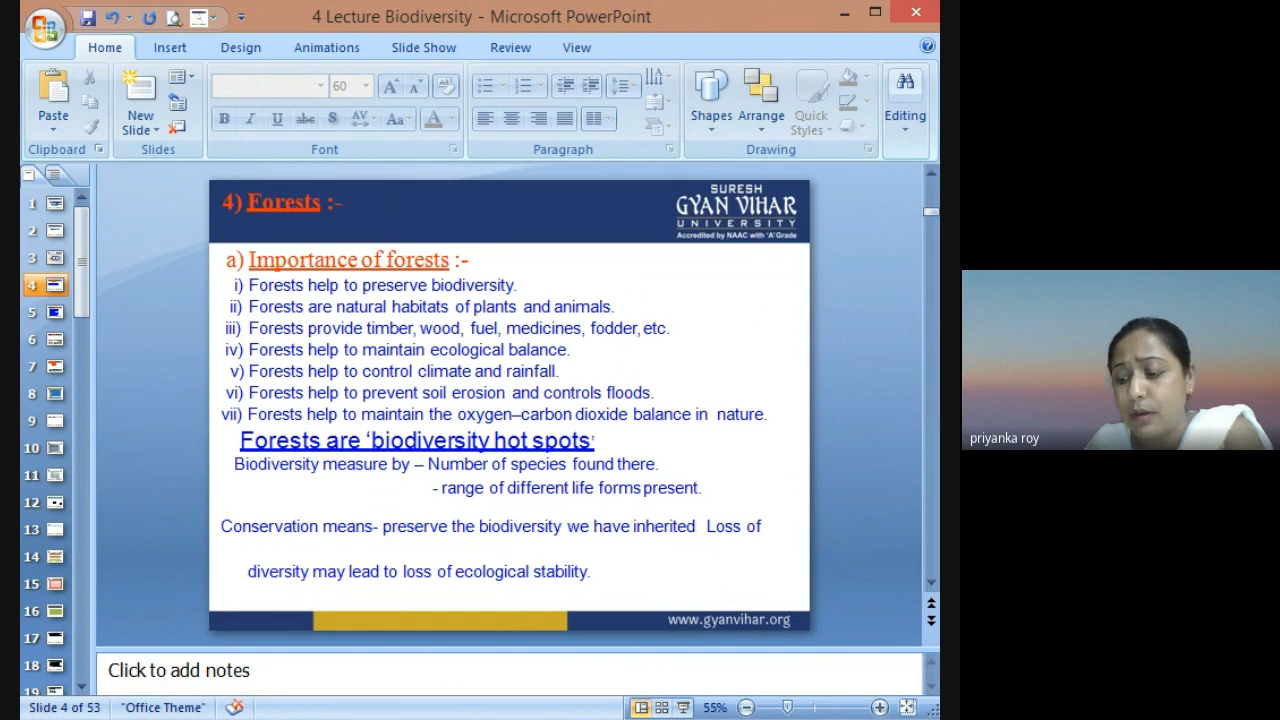 4 Lecture Biodiversity - Microsoft PowerPoint
Home Insert Design Animations Slide Show Review View
60
Paste New Slide Shapes Arrange Quick Styles Editing
Clipboard Slides Font Paragraph Drawing
4) Forests :-
SURESH
GYAN VIHAR
UNIVERSITY
Accredited by NAAC with 'A' Grade
a) Importance of forests :-
i) Forests help to preserve biodiversity.
ii) Forests are natural habitats of plants and animals.
iii) Forests provide timber, wood, fuel, medicines, fodder, etc.
iv) Forests help to maintain ecological balance.
v) Forests help to control climate and rainfall.
vi) Forests help to prevent soil erosion and controls floods.
vii) Forests help to maintain the oxygen–carbon dioxide balance in nature.
Forests are ‘biodiversity hot spots’
Biodiversity measure by – Number of species found there.
- range of different life forms present.
Conservation means- preserve the biodiversity we have inherited Loss of
diversity may lead to loss of ecological stability.
www.gyanvihar.org
1
2
3
4
5
6
7
8
9
10
11
12
13
14
15
16
17
18
19
Click to add notes
Slide 4 of 53 "Office Theme" 55%
priyanka roy